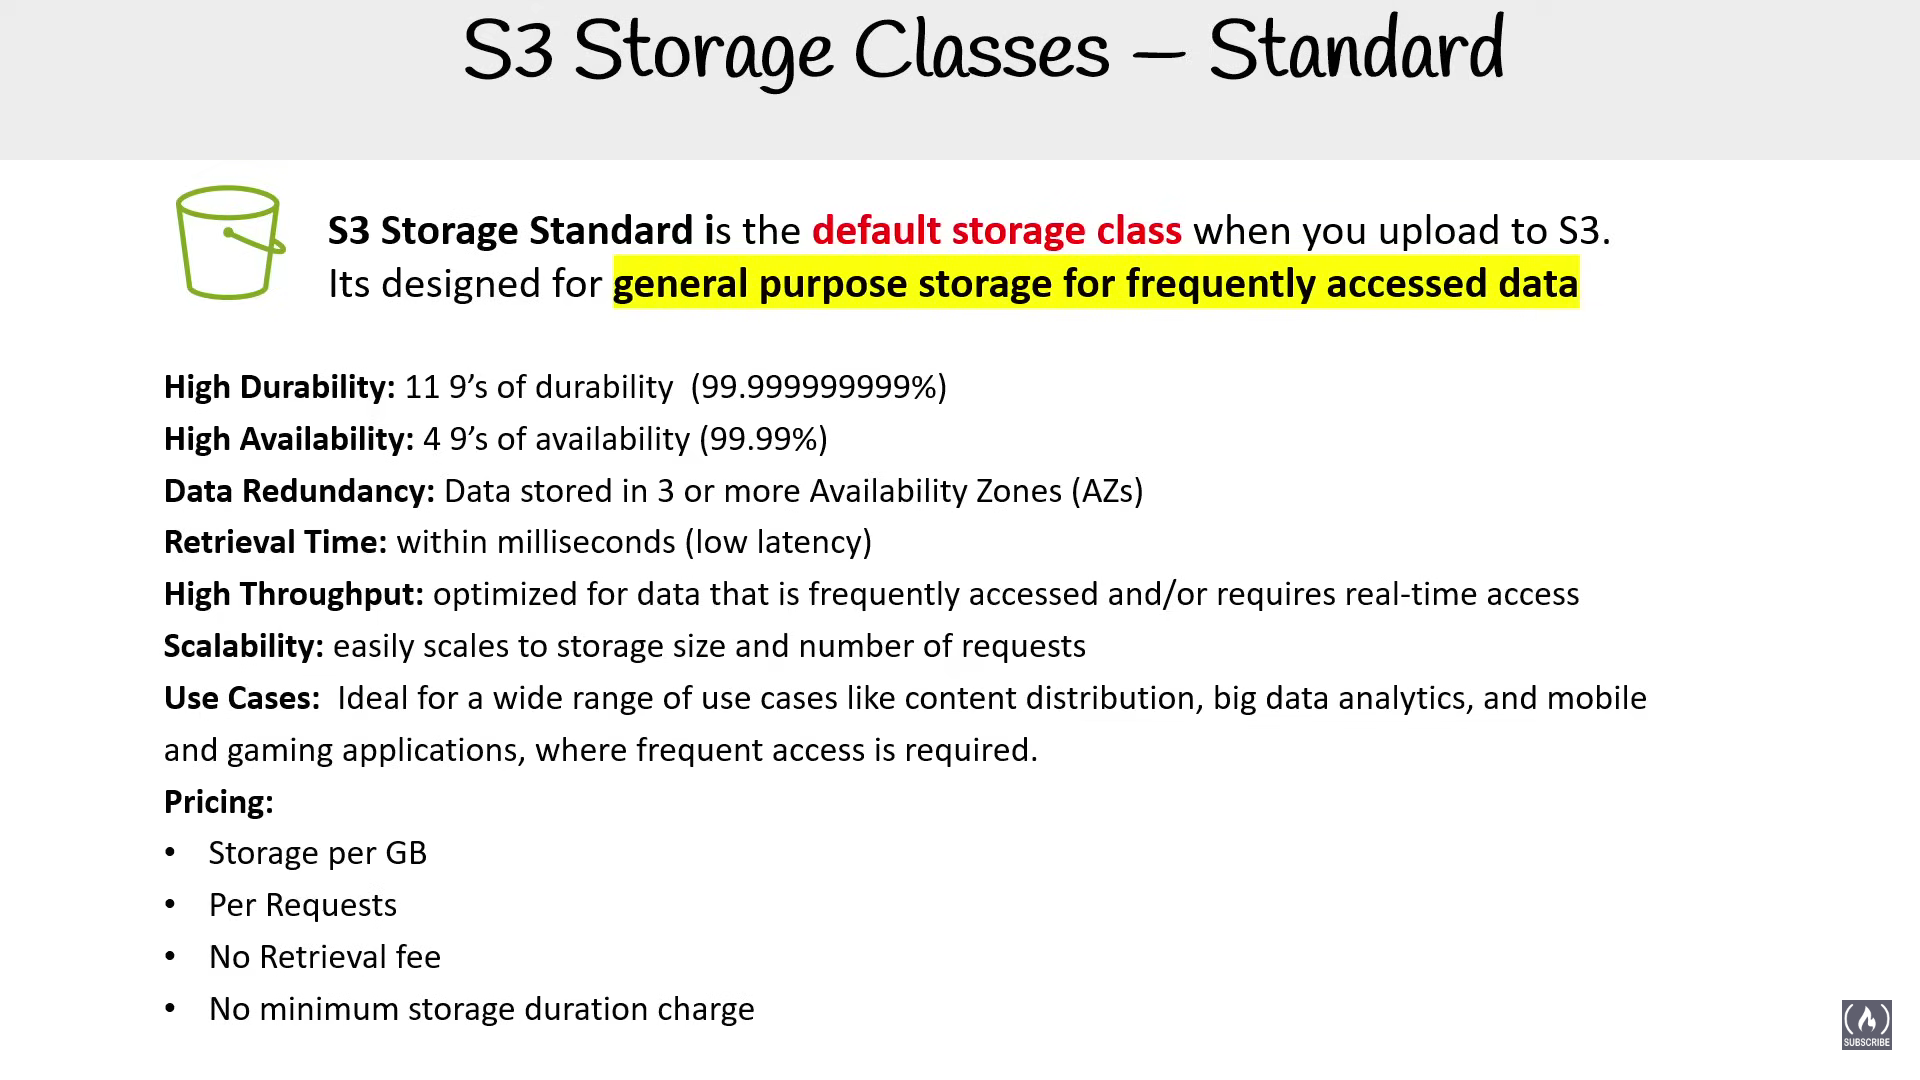 S3 Storage Classes – Standard
S3 Storage Standard is the default storage class when you upload to S3.
Its designed for general purpose storage for frequently accessed data
High Durability: 11 9’s of durability  (99.999999999%)
High Availability: 4 9’s of availability (99.99%)
Data Redundancy: Data stored in 3 or more Availability Zones (AZs)
Retrieval Time: within milliseconds (low latency)
High Throughput: optimized for data that is frequently accessed and/or requires real-time access
Scalability: easily scales to storage size and number of requests
Use Cases:  Ideal for a wide range of use cases like content distribution, big data analytics, and mobile
and gaming applications, where frequent access is required.
Pricing:
• Storage per GB
• Per Requests
• No Retrieval fee
• No minimum storage duration charge
SUBSCRIBE